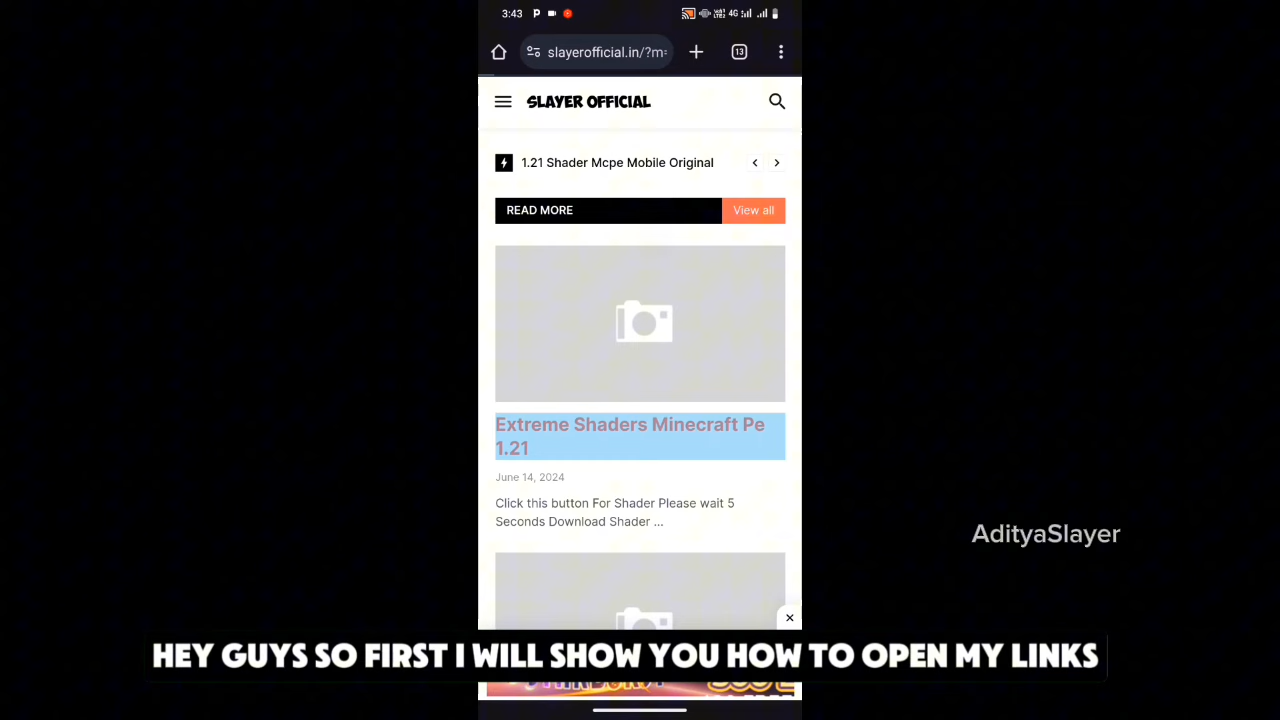 3:43
4G
slayerofficial.in/?m=
13
SLAYER OFFICIAL
1.21 Shader Mcpe Mobile Original
READ MORE
View all
Extreme Shaders Minecraft Pe
1.21
June 14, 2024
Click this button For Shader Please wait 5
Seconds Download Shader ...
AdityaSlayer
HEY GUYS SO FIRST I WILL SHOW YOU HOW TO OPEN MY LINKS